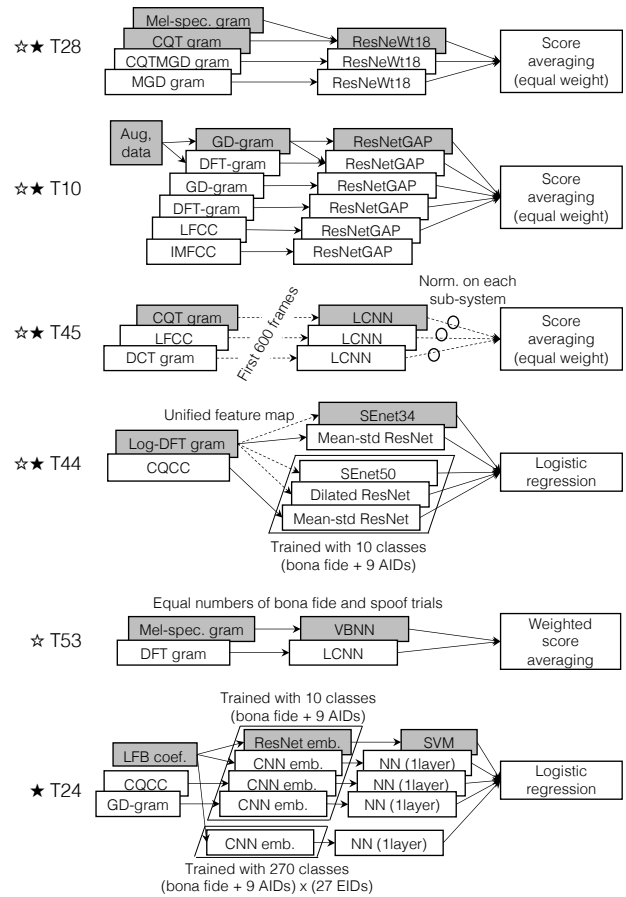 ☆★ T28
Mel-spec. gram
CQT gram
CQTMGD gram
MGD gram
ResNeWt18
ResNeWt18
ResNeWt18
Score
averaging
(equal weight)
☆★ T10
Aug,
data
GD-gram
DFT-gram
GD-gram
DFT-gram
LFCC
IMFCC
ResNetGAP
ResNetGAP
ResNetGAP
ResNetGAP
ResNetGAP
ResNetGAP
Score
averaging
(equal weight)
☆★ T45
CQT gram
LFCC
DCT gram
First 600 frames
LCNN
LCNN
LCNN
Norm. on each
sub-system
Score
averaging
(equal weight)
☆★ T44
Unified feature map
Log-DFT gram
CQCC
SEnet34
Mean-std ResNet
SEnet50
Dilated ResNet
Mean-std ResNet
Trained with 10 classes
(bona fide + 9 AIDs)
Logistic
regression
Equal numbers of bona fide and spoof trials
☆ T53
Mel-spec. gram
DFT gram
VBNN
LCNN
Weighted
score
averaging
Trained with 10 classes
(bona fide + 9 AIDs)
★ T24
LFB coef.
CQCC
GD-gram
ResNet emb.
CNN emb.
CNN emb.
CNN emb.
CNN emb.
SVM
NN (1layer)
NN (1layer)
NN (1layer)
NN (1layer)
Logistic
regression
Trained with 270 classes
(bona fide + 9 AIDs) x (27 EIDs)